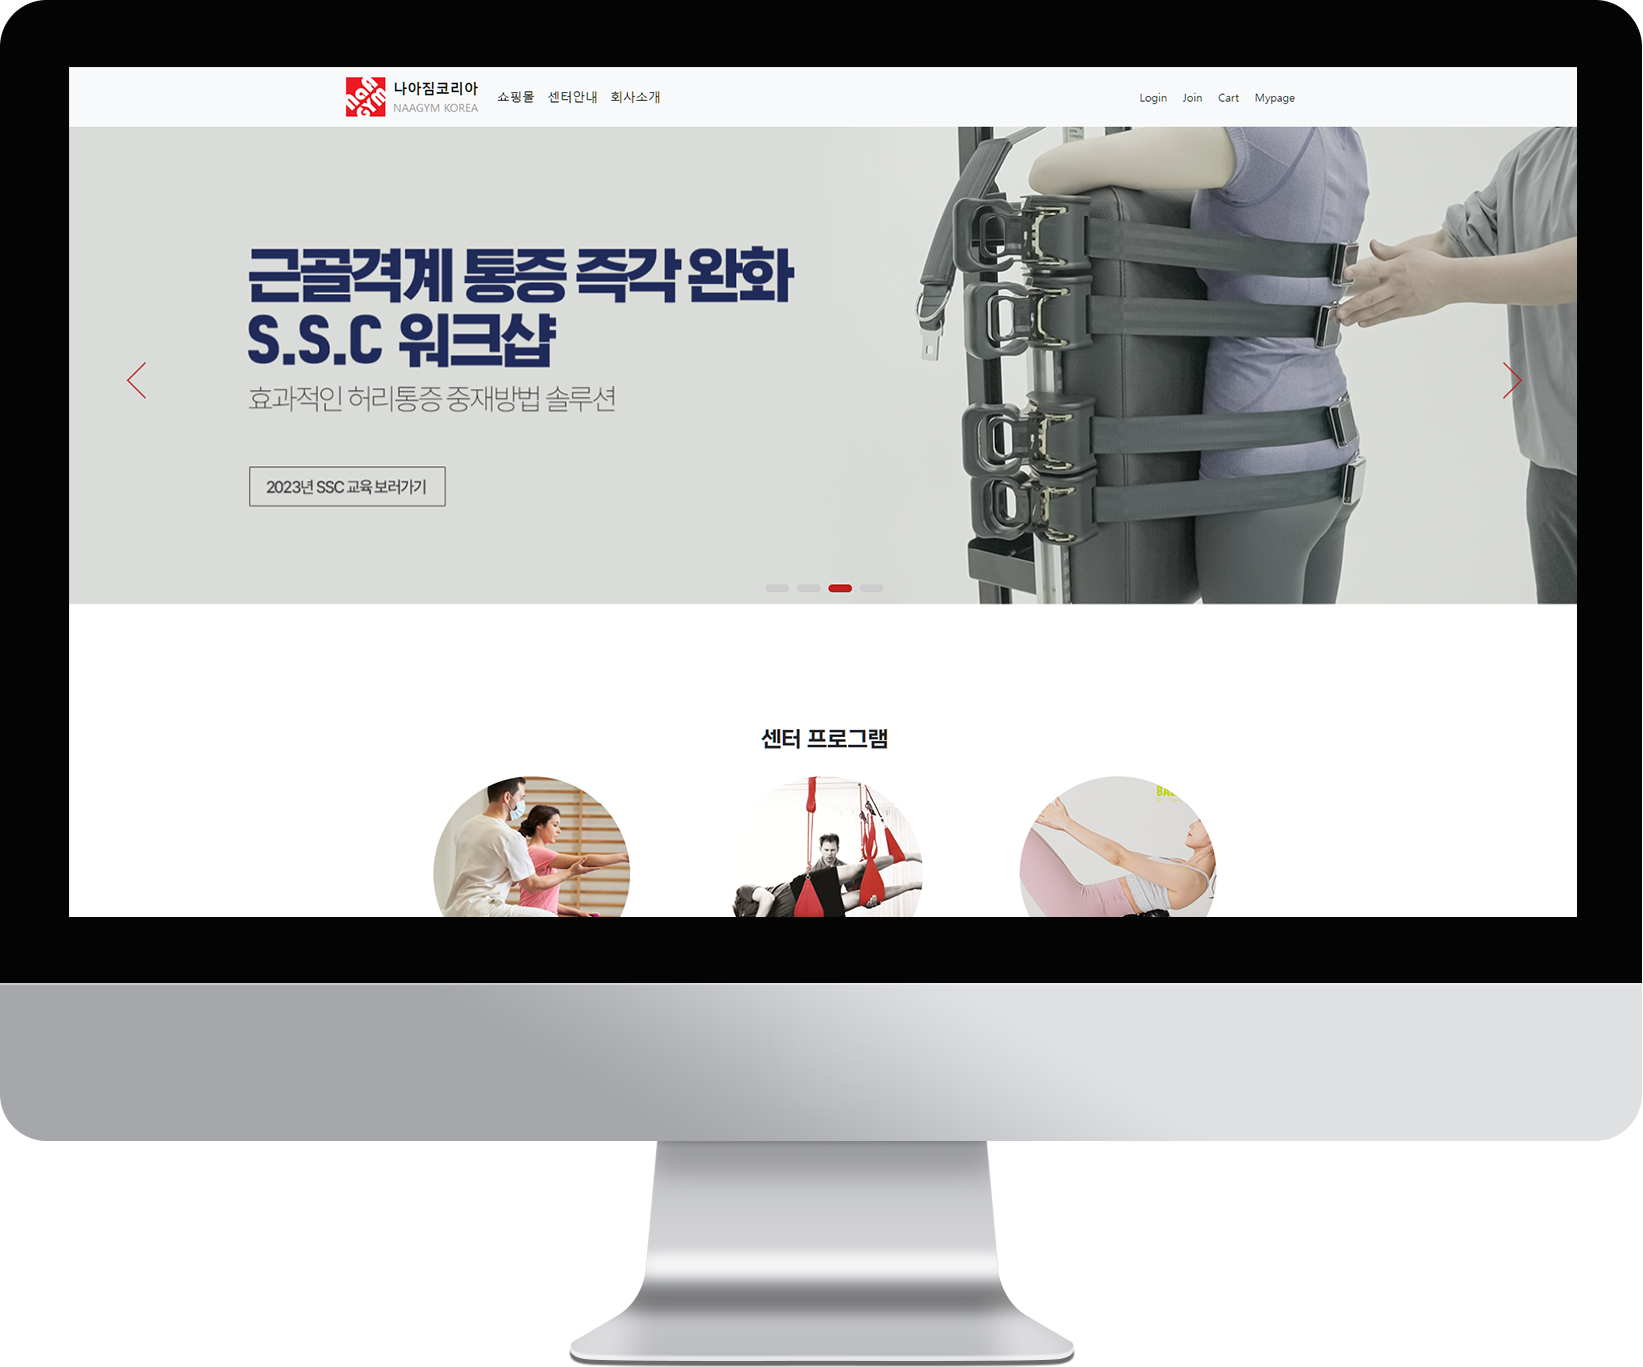 NAA
GYM
나아짐코리아
NAAGYM KOREA
쇼핑몰 센터안내 회사소개
Login Join Cart Mypage
근골격계 통증 즉각 완화
S.S.C 워크샵
효과적인 허리통증 중재방법 솔루션
2023년 SSC 교육 보러가기
센터 프로그램